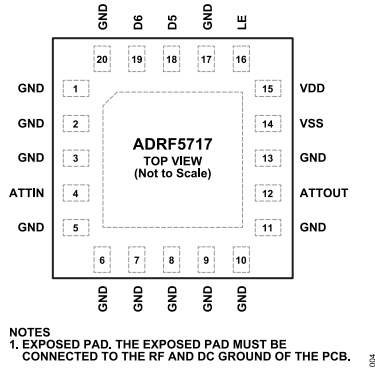 GND D6 D5 GND LE
20 19 18 17 16
GND 1 15 VDD
GND 2 14 VSS
ADRF5717
TOP VIEW
(Not to Scale)
GND 3 13 GND
ATTIN 4 12 ATTOUT
GND 5 11 GND
6 7 8 9 10
GND GND GND GND GND
NOTES
1. EXPOSED PAD. THE EXPOSED PAD MUST BE
CONNECTED TO THE RF AND DC GROUND OF THE PCB.
004